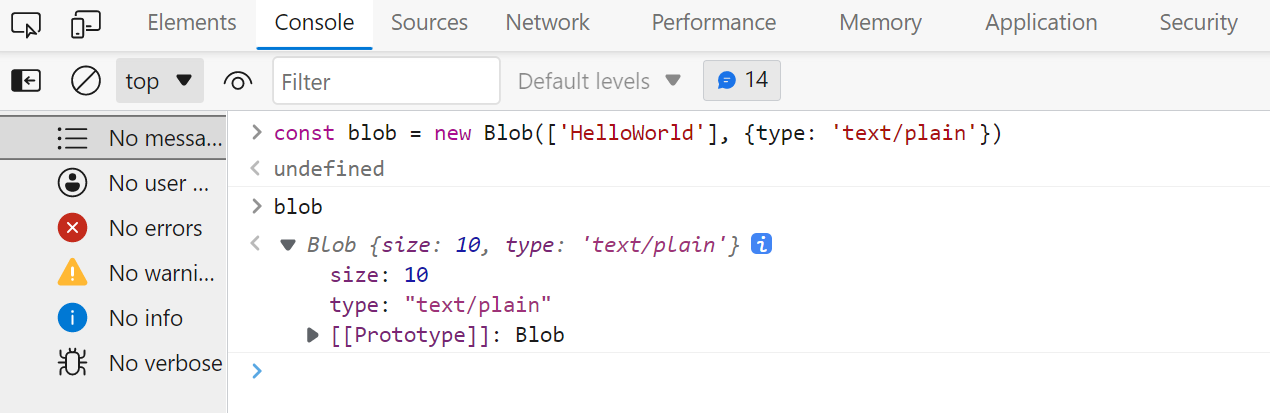 Elements Console Sources Network Performance Memory Application Security
top Filter Default levels 14
No messa...
No user ...
No errors
No warni...
No info
No verbose
> const blob = new Blob(['HelloWorld'], {type: 'text/plain'})
< undefined
> blob
< ▼ Blob {size: 10, type: 'text/plain'} i
size: 10
type: "text/plain"
▶ [[Prototype]]: Blob
>